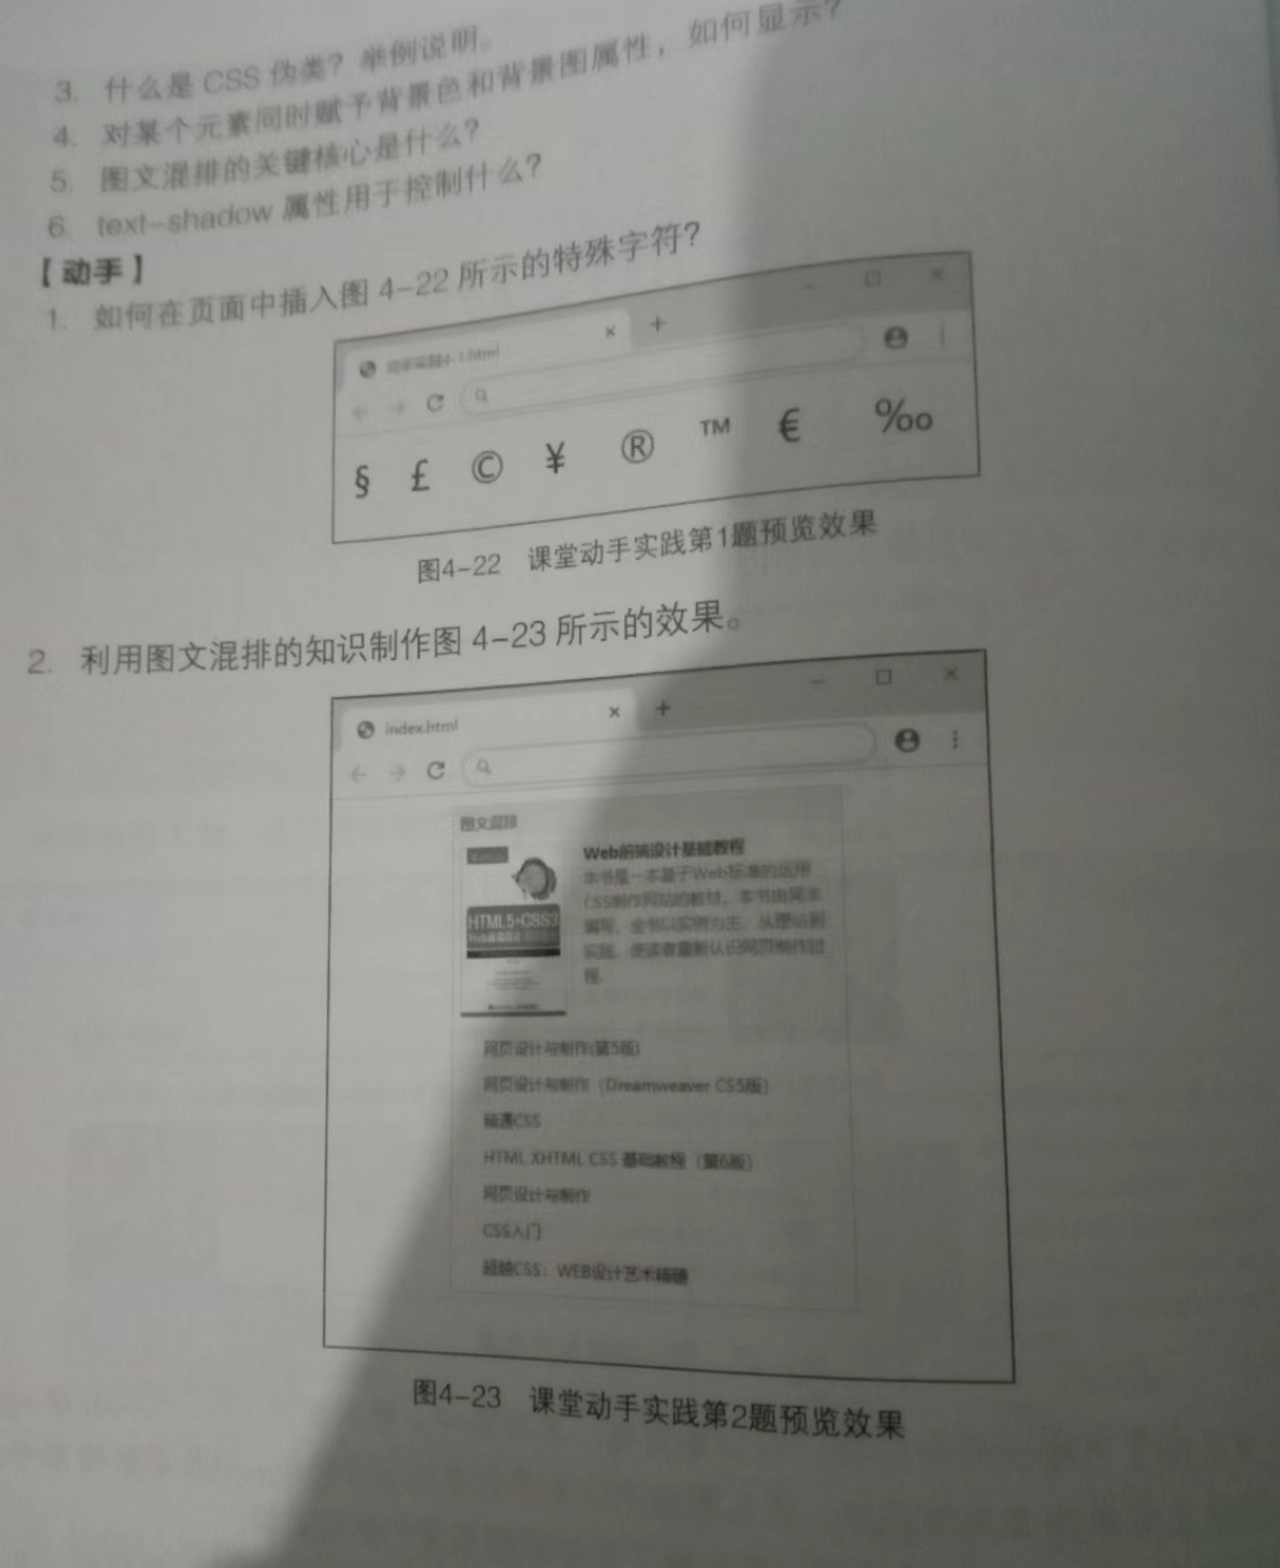 3. 什么是 CSS 伪类？举例说明。
4. 对某个元素同时赋予背景色和背景图属性，如何显示？
5. 图文混排的关键核心是什么？
6. text-shadow 属性用于控制什么？
【动手】
1. 如何在页面中插入图 4-22 所示的特殊字符？
§ £ © ¥ ® ™ € ‰
图4-22 课堂动手实践第1题预览效果
2. 利用图文混排的知识制作图 4-23 所示的效果。
index.html
图文混排
Web前端设计基础教程
本书是一本基于Web标准的运用
CSS制作网站的教材，本书由
编写，全书以实例为主，从理论到
实践，使读者重新认识网页制作过
程。
HTML5+CSS3
网页设计与制作(第5版)
网页设计与制作（Dreamweaver CS5版）
精通CSS
HTML XHTML CSS 基础教程（第6版）
网页设计与制作
CSS入门
超越CSS：WEB设计艺术精髓
图4-23 课堂动手实践第2题预览效果